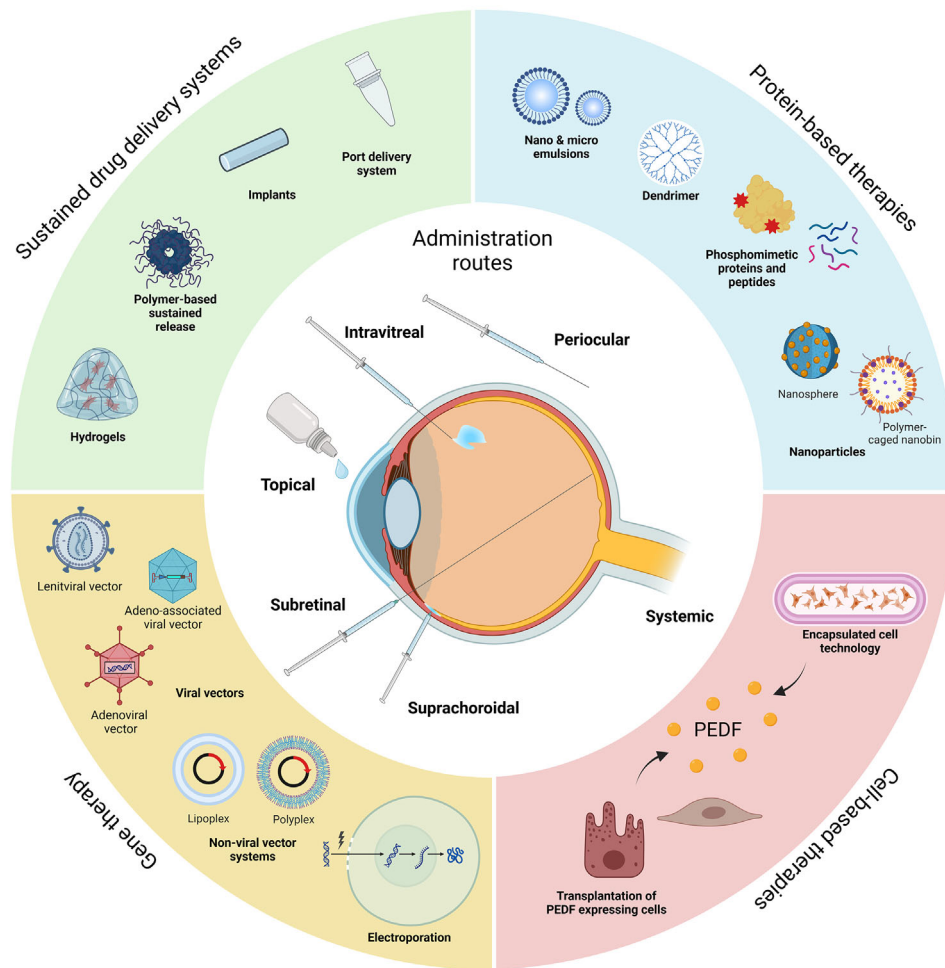 Sustained drug delivery systems
Port delivery
system
Implants
Polymer-based
sustained
release
Hydrogels
Protein-based therapies
Nano & micro
emulsions
Dendrimer
Phosphomimetic
proteins and
peptides
Nanosphere
Polymer-
caged nanobin
Nanoparticles
Administration
routes
Intravitreal
Periocular
Topical
Subretinal
Systemic
Suprachoroidal
Gene therapy
Lenitviral vector
Adeno-associated
viral vector
Adenoviral
vector
Viral vectors
Lipoplex
Polyplex
Non-viral vector
systems
Electroporation
Cell-based therapies
Encapsulated cell
technology
PEDF
Transplantation of
PEDF expressing cells